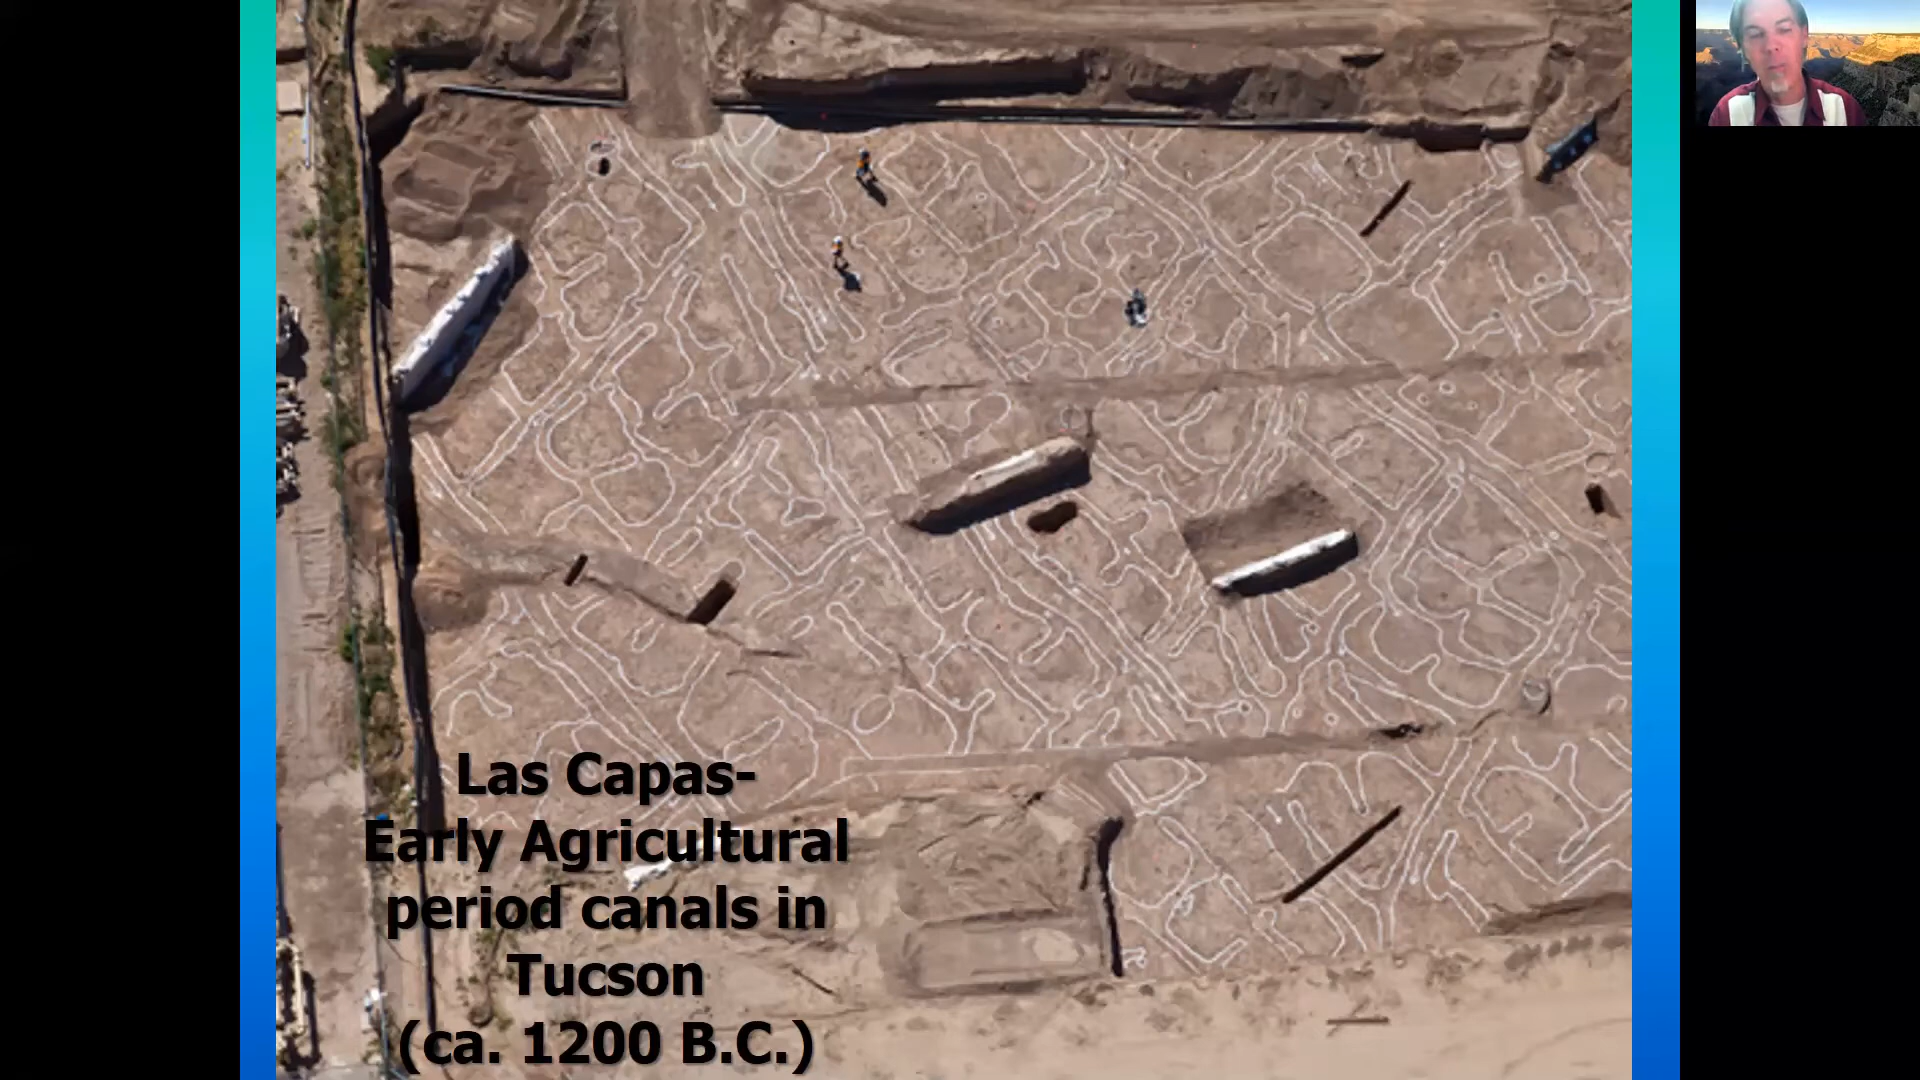 Las Capas-
Early Agricultural
period canals in
Tucson
(ca. 1200 B.C.)